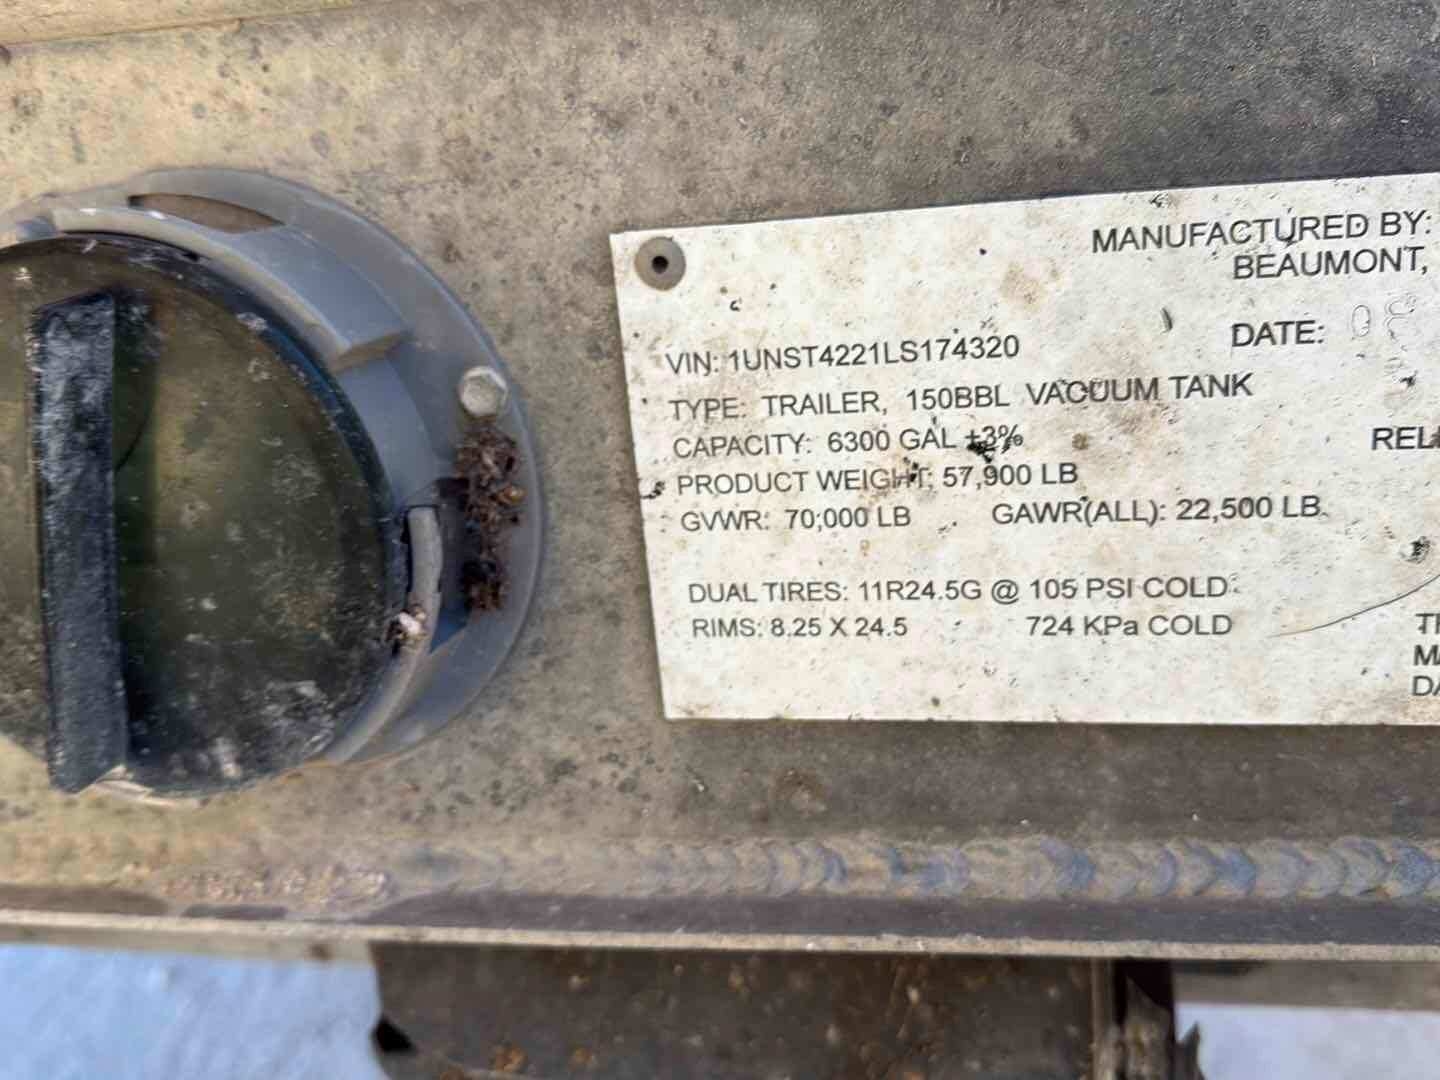 MANUFACTURED BY:
BEAUMONT,
VIN: 1UNST4221LS174320
DATE: 08
TYPE: TRAILER, 150BBL VACUUM TANK
CAPACITY: 6300 GAL ±3%
PRODUCT WEIGHT: 57,900 LB
GVWR: 70,000 LB GAWR(ALL): 22,500 LB.
DUAL TIRES: 11R24.5G @ 105 PSI COLD
RIMS: 8.25 X 24.5 724 KPa COLD